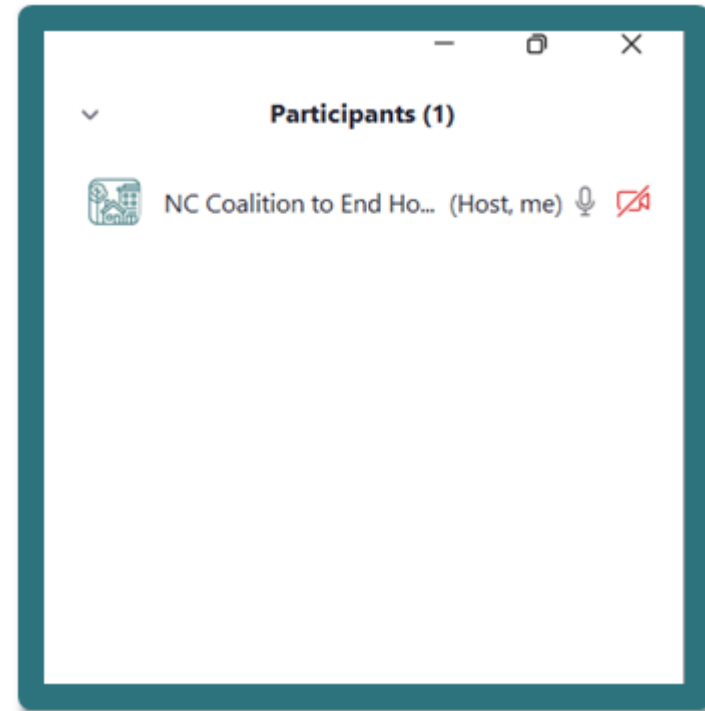 Participants (1)
NC Coalition to End Ho... (Host, me)